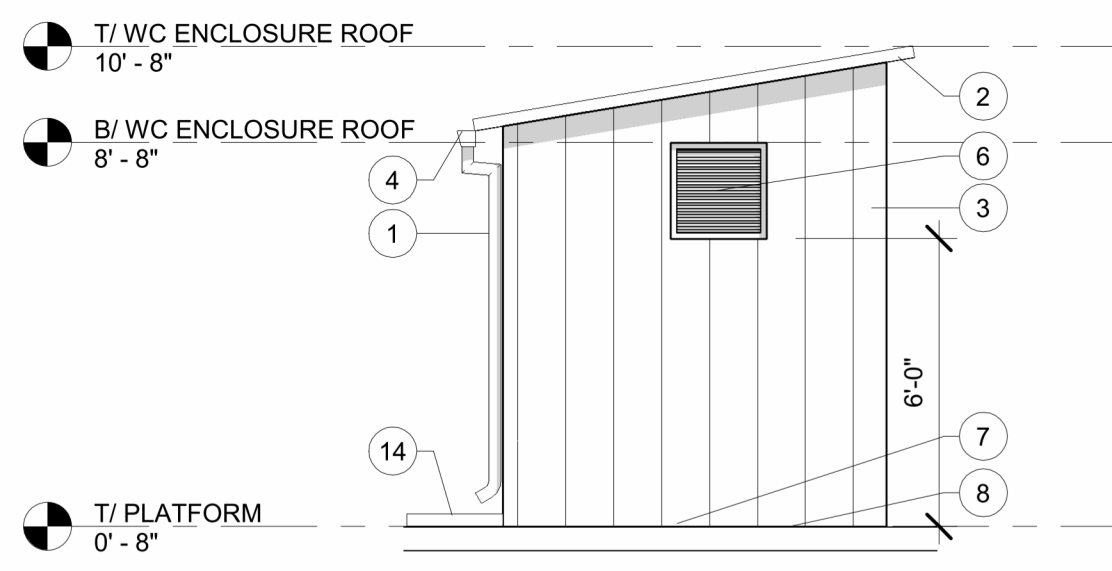 T/ WC ENCLOSURE ROOF
10' - 8"
2
B/ WC ENCLOSURE ROOF
8' - 8"
6
4
3
1
6'-0"
7
14
8
T/ PLATFORM
0' - 8"